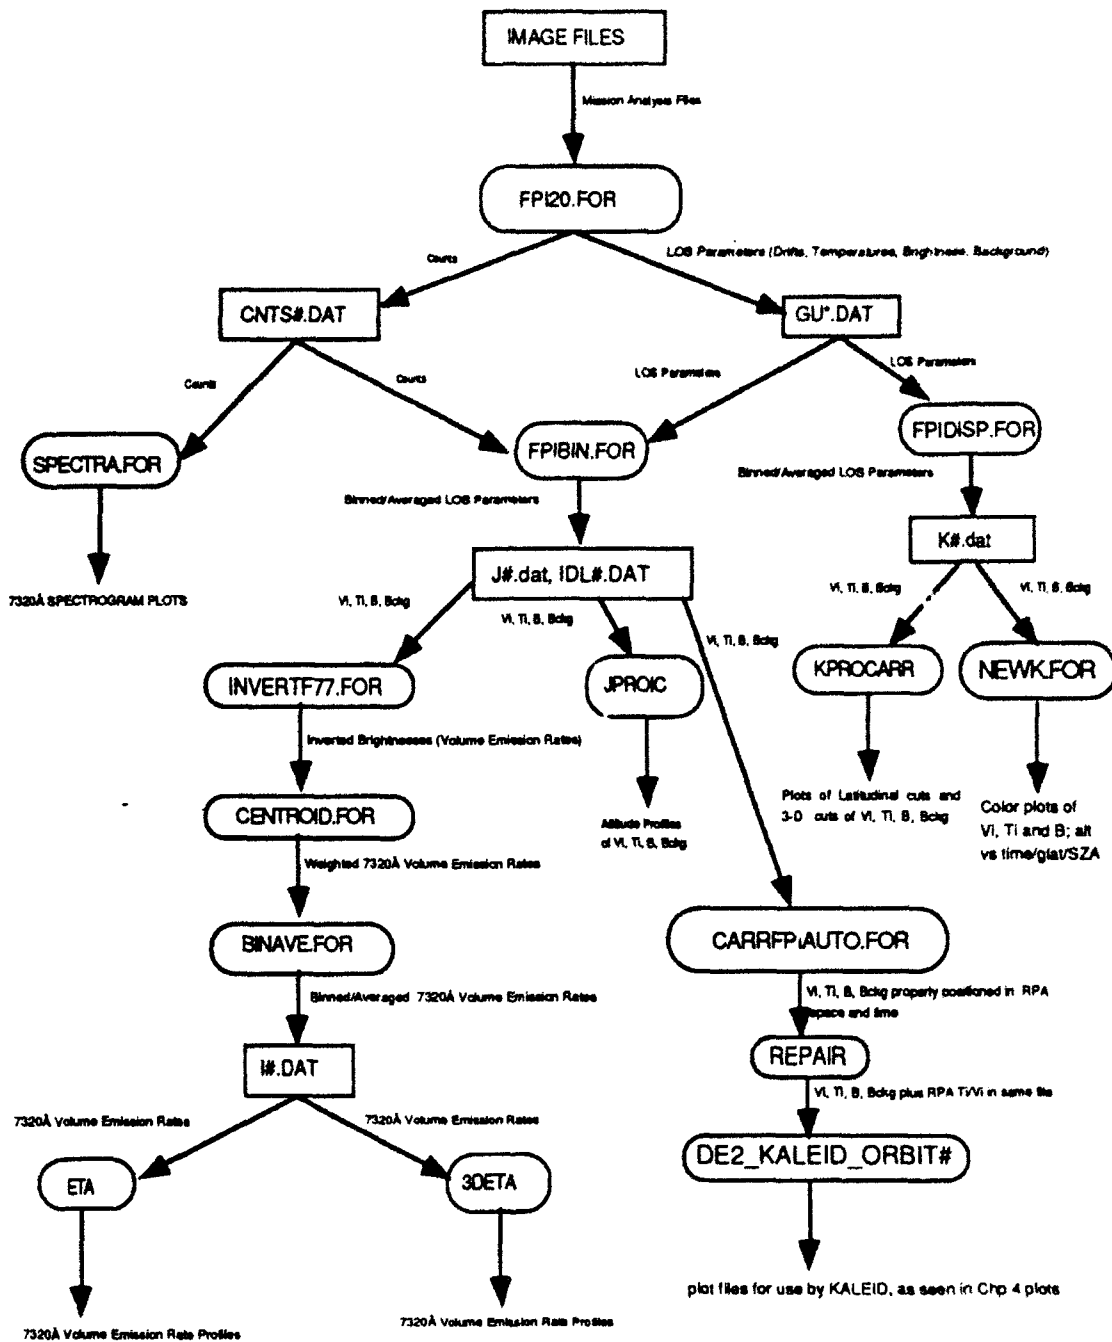 IMAGE FILES
Mission Analysis Files
FPI20.FOR
Counts
LOS Parameters (Drifts, Temperatures, Brightness, Background)
CNTS#.DAT
GU*.DAT
Counts
Counts
LOS Parameters
LOS Parameters
SPECTRA.FOR
FPIBIN.FOR
FPIDISP.FOR
Binned/Averaged LOS Parameters
Binned/Averaged LOS Parameters
7320Å SPECTROGRAM PLOTS
J#.dat, IDL#.DAT
K#.dat
Vi, Ti, B, Bckg
Vi, Ti, B, Bckg
Vi, Ti, B, Bckg
Vi, Ti, B, Bckg
Vi, Ti, B, Bckg
INVERTF77.FOR
JPROIC
KPROCARR
NEWK.FOR
Inverted Brightnesses (Volume Emission Rates)
CENTROID.FOR
Altitude Profiles
of Vi, Ti, B, Bckg
Plots of Latitudinal cuts and
3-D cuts of Vi, Ti, B, Bckg
Color plots of
Vi, Ti and B; alt
vs time/glat/SZA
Weighted 7320Å Volume Emission Rates
BINAVE.FOR
CARRFPIAUTO.FOR
Binned/Averaged 7320Å Volume Emission Rates
Vi, Ti, B, Bckg properly positioned in RPA
space and time
I#.DAT
REPAIR
7320Å Volume Emission Rates
7320Å Volume Emission Rates
Vi, Ti, B, Bckg plus RPA Ti/Vi in same file
ETA
3DETA
DE2_KALEID_ORBIT#
plot files for use by KALEID, as seen in Chp 4 plots
7320Å Volume Emission Rate Profiles
7320Å Volume Emission Rate Profiles